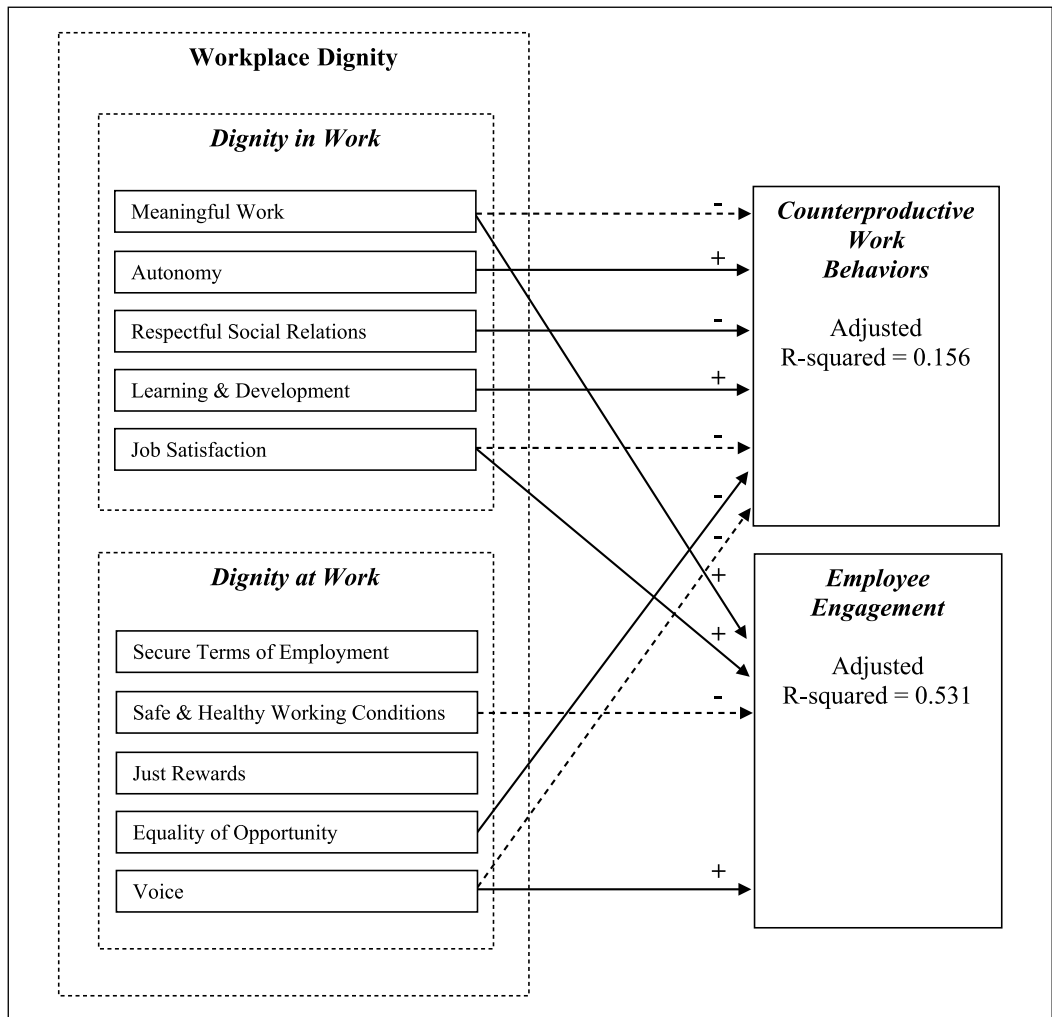 Workplace Dignity
Dignity in Work
Meaningful Work
Autonomy
Respectful Social Relations
Learning & Development
Job Satisfaction
Dignity at Work
Secure Terms of Employment
Safe & Healthy Working Conditions
Just Rewards
Equality of Opportunity
Voice
-
+
-
+
-
-
-
+
+
-
+
Counterproductive
Work
Behaviors
Adjusted
R-squared = 0.156
Employee
Engagement
Adjusted
R-squared = 0.531